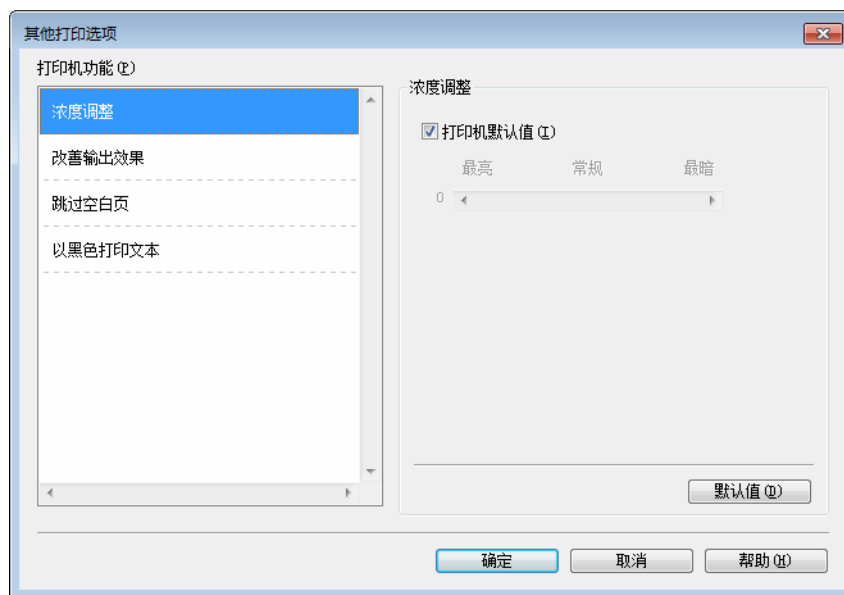 其他打印选项
打印机功能(P)
浓度调整
改善输出效果
跳过空白页
以黑色打印文本
浓度调整
打印机默认值(I)
最亮 常规 最暗
0
默认值(D)
确定 取消 帮助(H)